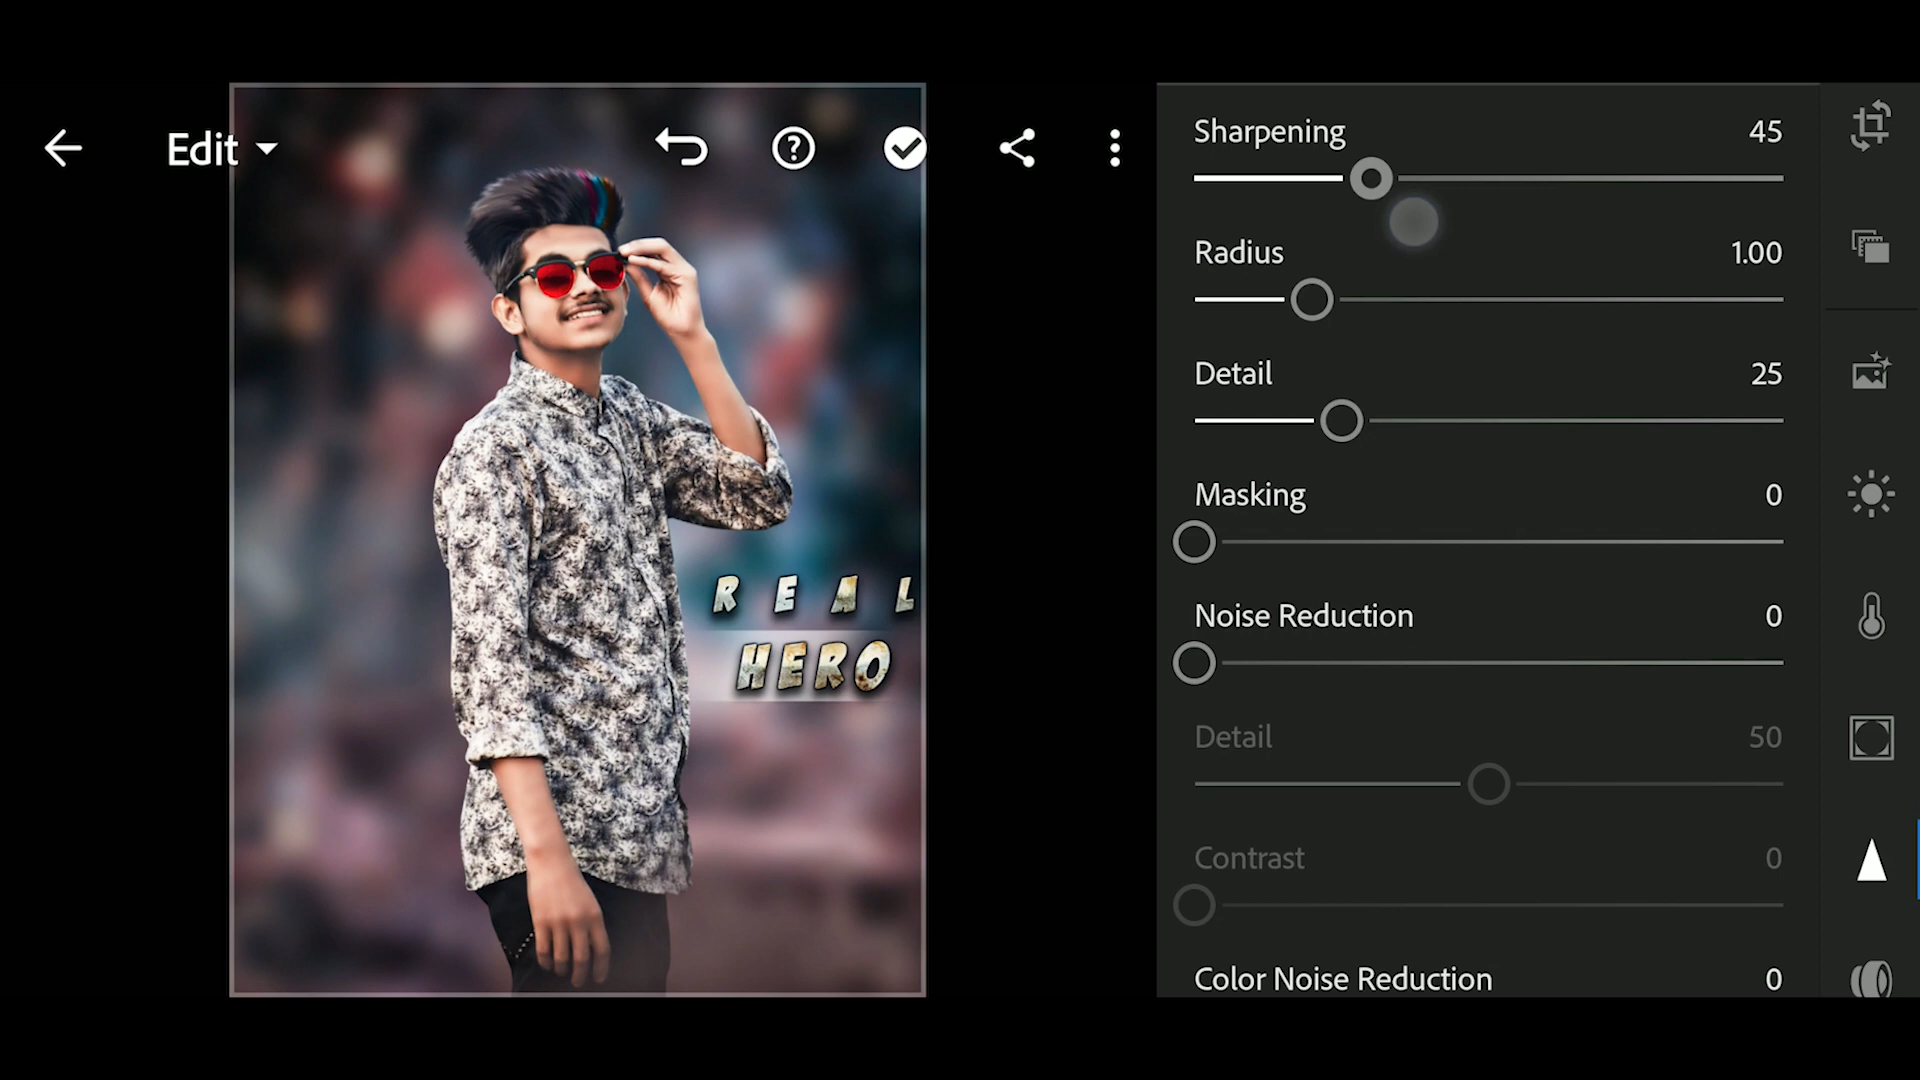 Edit
REAL
HERO
Sharpening 45
Radius 1.00
Detail 25
Masking 0
Noise Reduction 0
Detail 50
Contrast 0
Color Noise Reduction 0